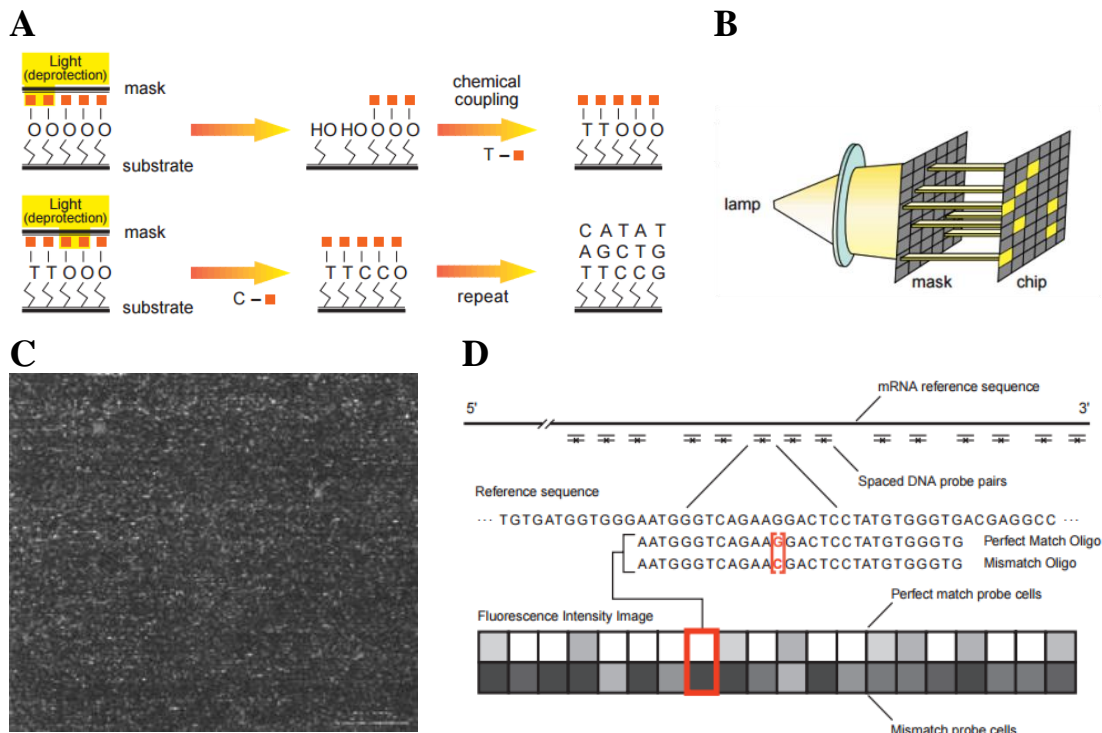 A
Light
(deprotection)
mask
O O O O O
substrate
HO HO O O O
chemical
coupling
T –
T T O O O
Light
(deprotection)
mask
T T O O O
substrate
C –
T T C C O
repeat
C A T A T
A G C T G
T T C C G
B
lamp
mask
chip
C
D
mRNA reference sequence
5'
3'
Spaced DNA probe pairs
Reference sequence
··· TGTGATGGTGGGAATGGGTCAGAAGGACTCCTATGTGGGTGACGAGGCC ···
AATGGGTCAGAAGGACTCCTATGTGGGTG
Perfect Match Oligo
AATGGGTCAGAACGACTCCTATGTGGGTG
Mismatch Oligo
Perfect match probe cells
Fluorescence Intensity Image
Mismatch probe cells